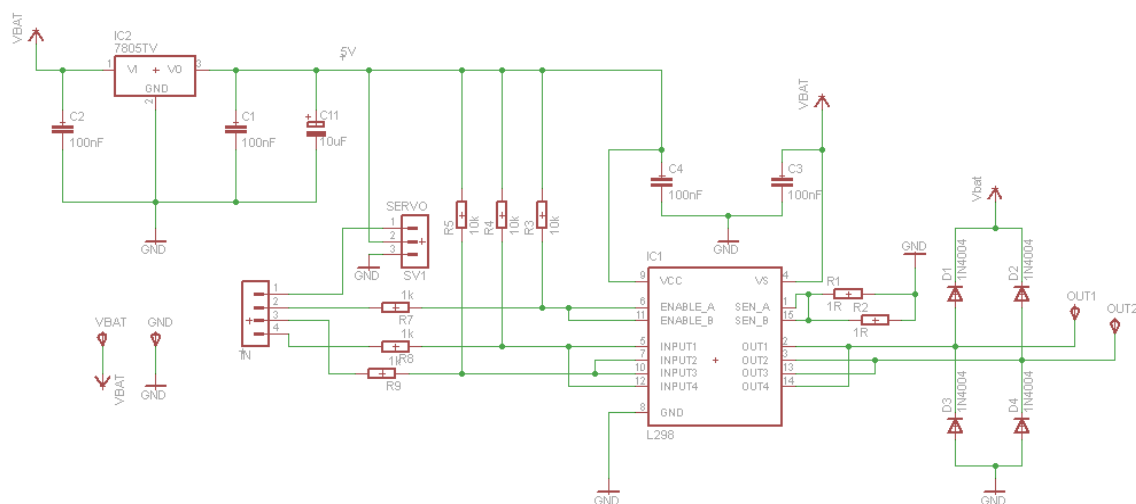 VBAT
IC2
7805TV
1
VI
VO
3
GND
2
5V
C2
100nF
C1
100nF
C11
10uF
GND
SERVO
1
2
3
SV1
GND
R5
10k
R4
10k
R3
10k
C4
100nF
C3
100nF
VBAT
GND
IC1
9
VCC
VS
4
6
ENABLE_A
SEN_A
1
11
ENABLE_B
SEN_B
15
5
INPUT1
OUT1
2
7
INPUT2
OUT2
3
10
INPUT3
OUT3
13
12
INPUT4
OUT4
14
8
GND
L298
GND
R1
1R
R2
1R
GND
Vbat
D1
1N4004
D2
1N4004
D3
1N4004
D4
1N4004
GND
OUT1
OUT2
1
2
3
4
IN
1k
R7
1k
R8
1k
R9
VBAT
GND
VBAT
GND